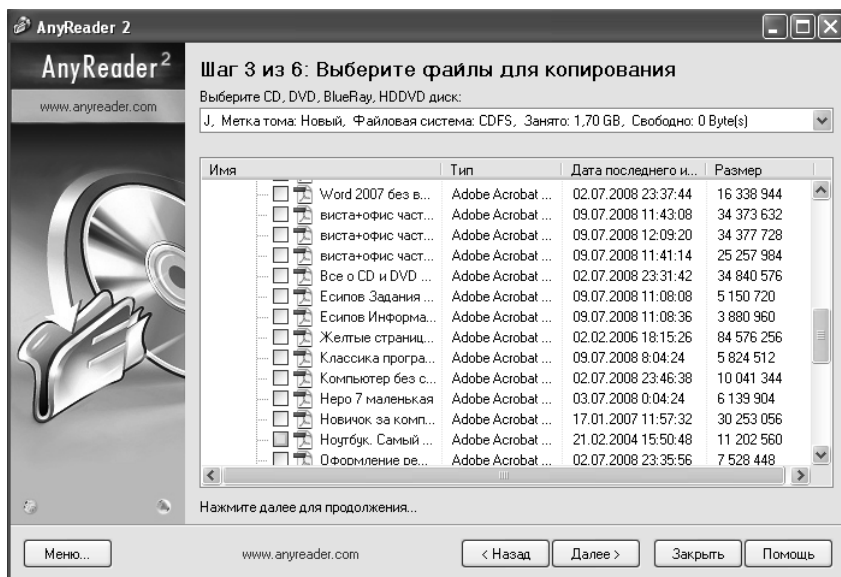 AnyReader 2
AnyReader²
www.anyreader.com
Шаг 3 из 6: Выберите файлы для копирования
Выберите CD, DVD, BlueRay, HDDVD диск:
J, Метка тома: Новый, Файловая система: CDFS, Занято: 1,70 GB, Свободно: 0 Byte(s)
Имя Тип Дата последнего и... Размер
Word 2007 без в... Adobe Acrobat ... 02.07.2008 23:37:44 16 338 944
виста+офис част... Adobe Acrobat ... 09.07.2008 11:43:08 34 373 632
виста+офис част... Adobe Acrobat ... 09.07.2008 12:09:20 34 377 728
виста+офис част... Adobe Acrobat ... 09.07.2008 11:41:14 25 257 984
Все о CD и DVD ... Adobe Acrobat ... 02.07.2008 23:31:42 34 840 576
Есипов Задания ... Adobe Acrobat ... 09.07.2008 11:08:08 5 150 720
Есипов Информа... Adobe Acrobat ... 09.07.2008 11:08:36 3 880 960
Желтые страниц... Adobe Acrobat ... 02.02.2006 18:15:26 84 576 256
Классика програ... Adobe Acrobat ... 09.07.2008 8:04:24 5 824 512
Компьютер без с... Adobe Acrobat ... 02.07.2008 23:46:38 10 041 344
Неро 7 маленькая Adobe Acrobat ... 03.07.2008 0:04:24 6 139 904
Новичок за комп... Adobe Acrobat ... 17.01.2007 11:57:32 30 253 056
Ноутбук. Самый ... Adobe Acrobat ... 21.02.2004 15:50:48 11 202 560
Оформление ре... Adobe Acrobat ... 02.07.2008 23:35:56 7 528 448
Нажмите далее для продолжения...
Меню... www.anyreader.com < Назад Далее > Закрыть Помощь